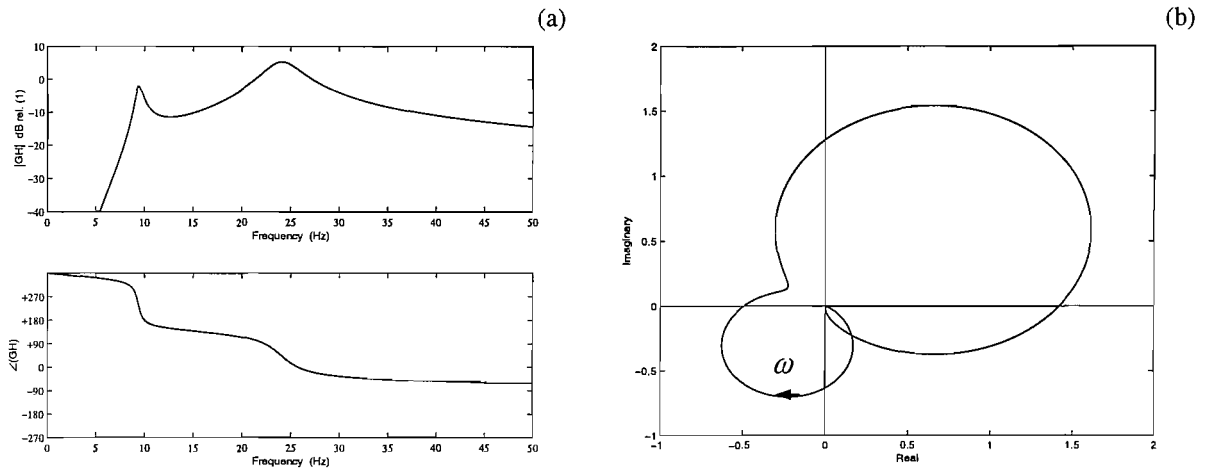 (a)
10
0
−10
−20
−30
−40
|GH| dB rel. (1)
0 5 10 15 20 25 30 35 40 45 50
Frequency (Hz)
+270
+180
+90
0
−90
−180
−270
∠(GH)
0 5 10 15 20 25 30 35 40 45 50
Frequency (Hz)
(b)
2
1.5
1
0.5
0
−0.5
−1
Imaginary
ω
−1 −0.5 0 0.5 1 1.5 2
Real